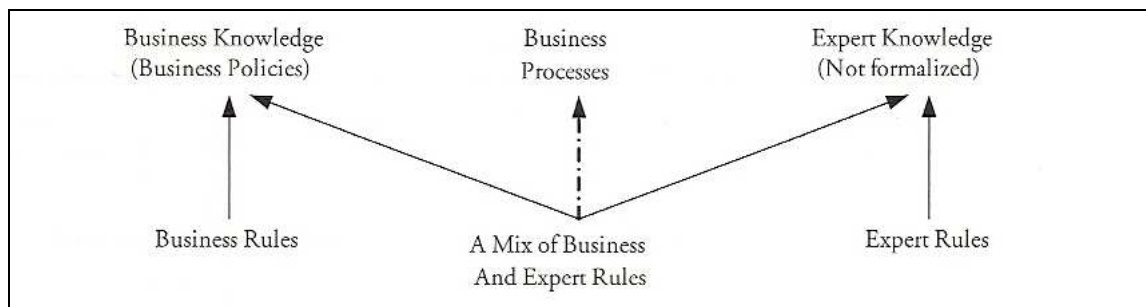 Business Knowledge
(Business Policies)
Business
Processes
Expert Knowledge
(Not formalized)
Business Rules
A Mix of Business
And Expert Rules
Expert Rules